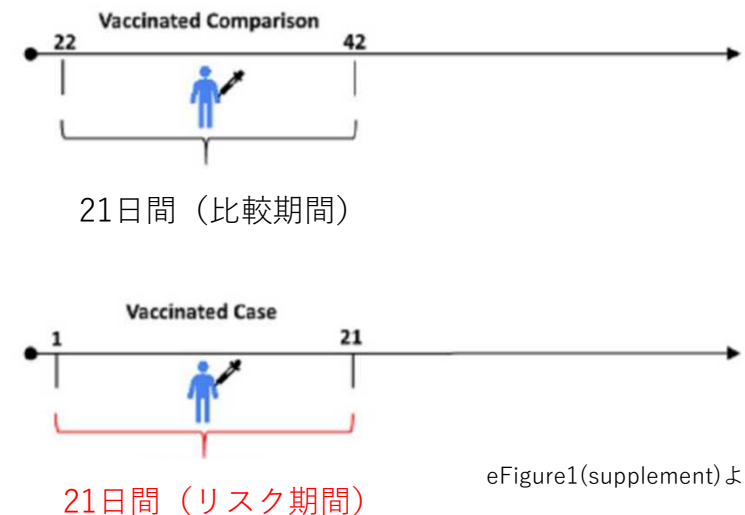 Vaccinated Comparison
22 42
21日間（比較期間）
Vaccinated Case
1 21
21日間（リスク期間）
eFigure1(supplement)よ